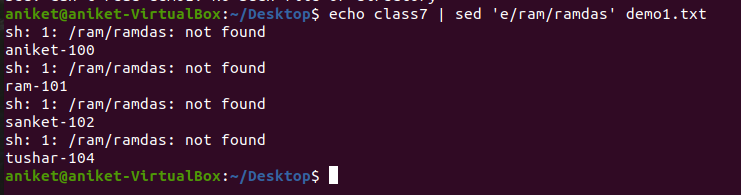 aniket@aniket-VirtualBox:~/Desktop$ echo class7 | sed 'e/ram/ramdas' demo1.txt
sh: 1: /ram/ramdas: not found
aniket-100
sh: 1: /ram/ramdas: not found
ram-101
sh: 1: /ram/ramdas: not found
sanket-102
sh: 1: /ram/ramdas: not found
tushar-104
aniket@aniket-VirtualBox:~/Desktop$